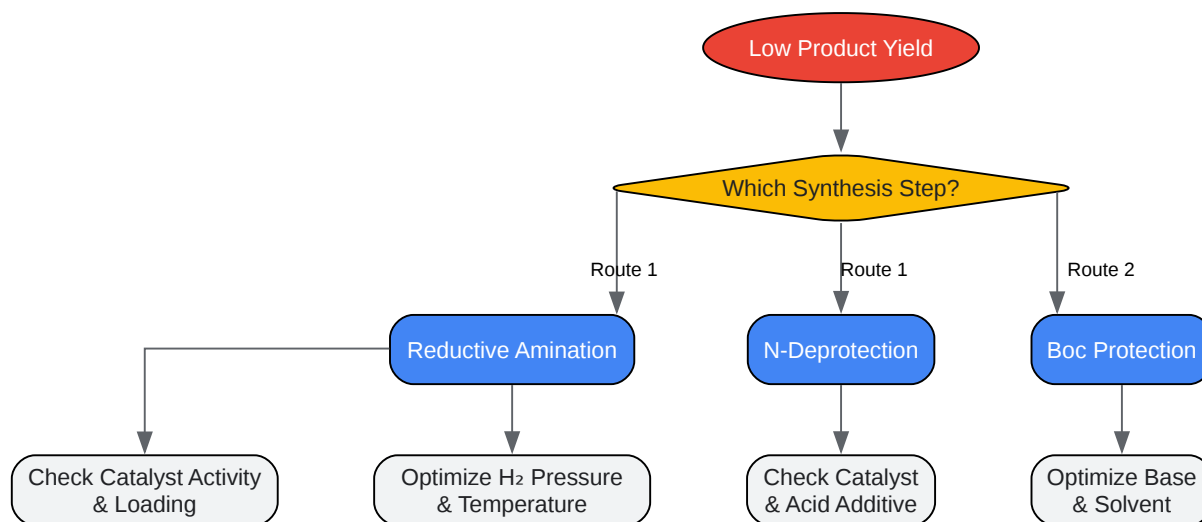 Low Product Yield
Which Synthesis Step?
Route 1
Route 1
Route 2
Reductive Amination
N-Deprotection
Boc Protection
Check Catalyst Activity
& Loading
Optimize H₂ Pressure
& Temperature
Check Catalyst
& Acid Additive
Optimize Base
& Solvent